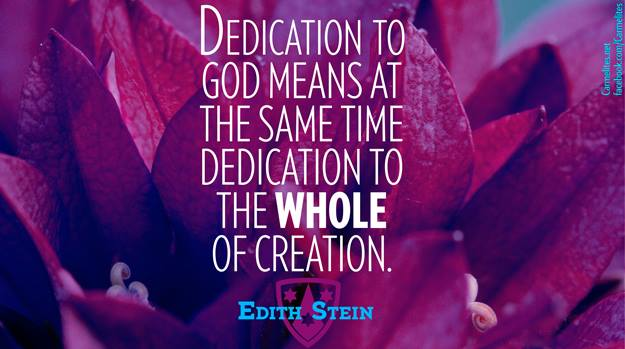 DEDICATION TO
GOD MEANS AT
THE SAME TIME
DEDICATION TO
THE WHOLE
OF CREATION.
EDITH STEIN
Carmelites.net
facebook.com/Carmelites